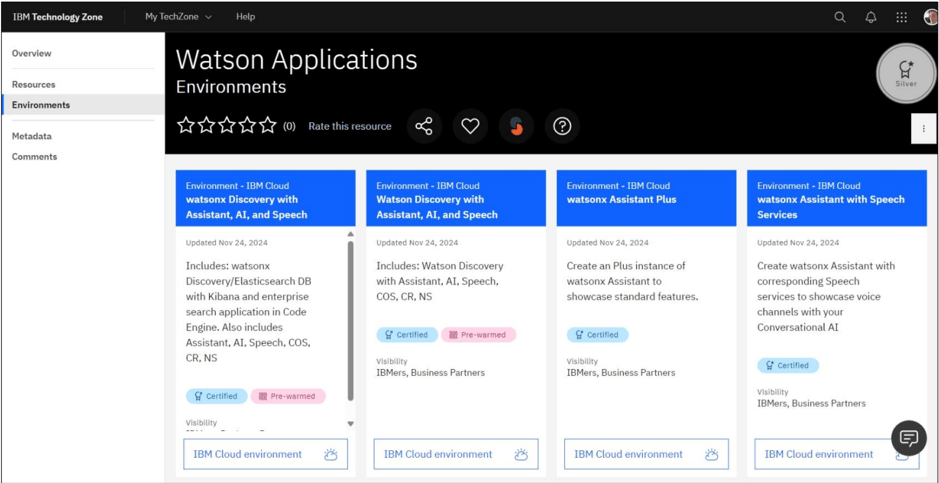 IBM Technology Zone
My TechZone
Help
Overview
Resources
Environments
Metadata
Comments
Watson Applications
Environments
Silver
(0)
Rate this resource
Environment - IBM Cloud
watsonx Discovery with
Assistant, AI, and Speech
Updated Nov 24, 2024
Includes: watsonx
Discovery/Elasticsearch DB
with Kibana and enterprise
search application in Code
Engine. Also includes
Assistant, AI, Speech, COS,
CR, NS
Certified
Pre-warmed
Visibility
IBM Cloud environment
Environment - IBM Cloud
Watson Discovery with
Assistant, AI, and Speech
Updated Nov 24, 2024
Includes: Watson Discovery
with Assistant, AI, Speech,
COS, CR, NS
Certified
Pre-warmed
Visibility
IBMers, Business Partners
IBM Cloud environment
Environment - IBM Cloud
watsonx Assistant Plus
Updated Nov 24, 2024
Create an Plus instance of
watsonx Assistant to
showcase standard features.
Certified
Visibility
IBMers, Business Partners
IBM Cloud environment
Environment - IBM Cloud
watsonx Assistant with Speech
Services
Updated Nov 24, 2024
Create watsonx Assistant with
corresponding Speech
services to showcase voice
channels with your
Conversational AI
Certified
Visibility
IBMers, Business Partners
IBM Cloud environment